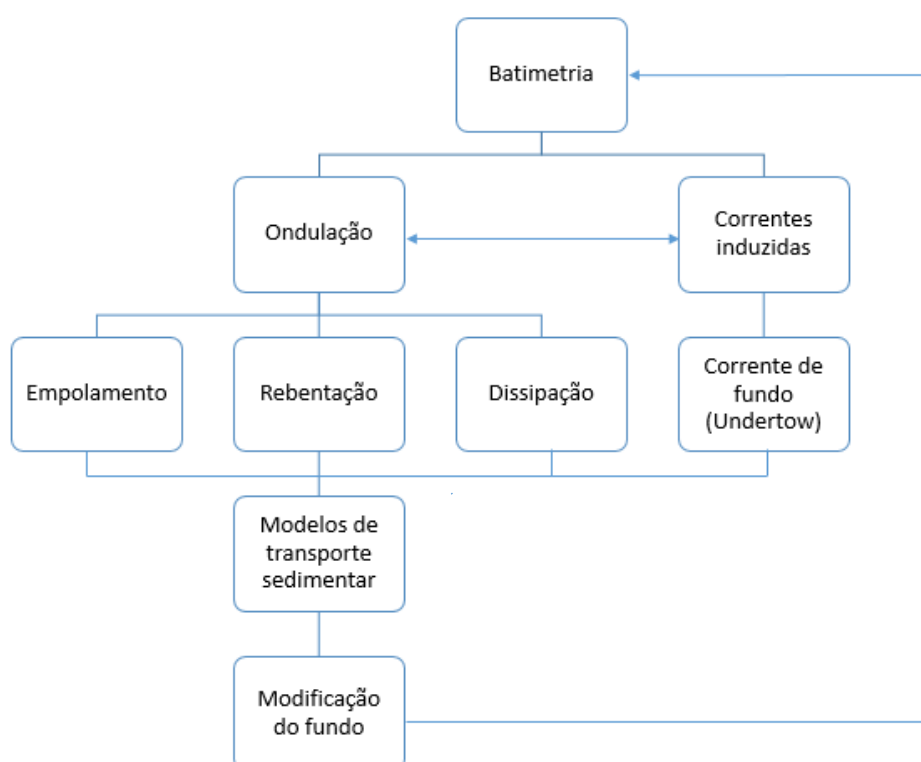 Batimetria
Ondulação
Correntes
induzidas
Empolamento
Rebentação
Dissipação
Corrente de
fundo
(Undertow)
Modelos de
transporte
sedimentar
Modificação
do fundo